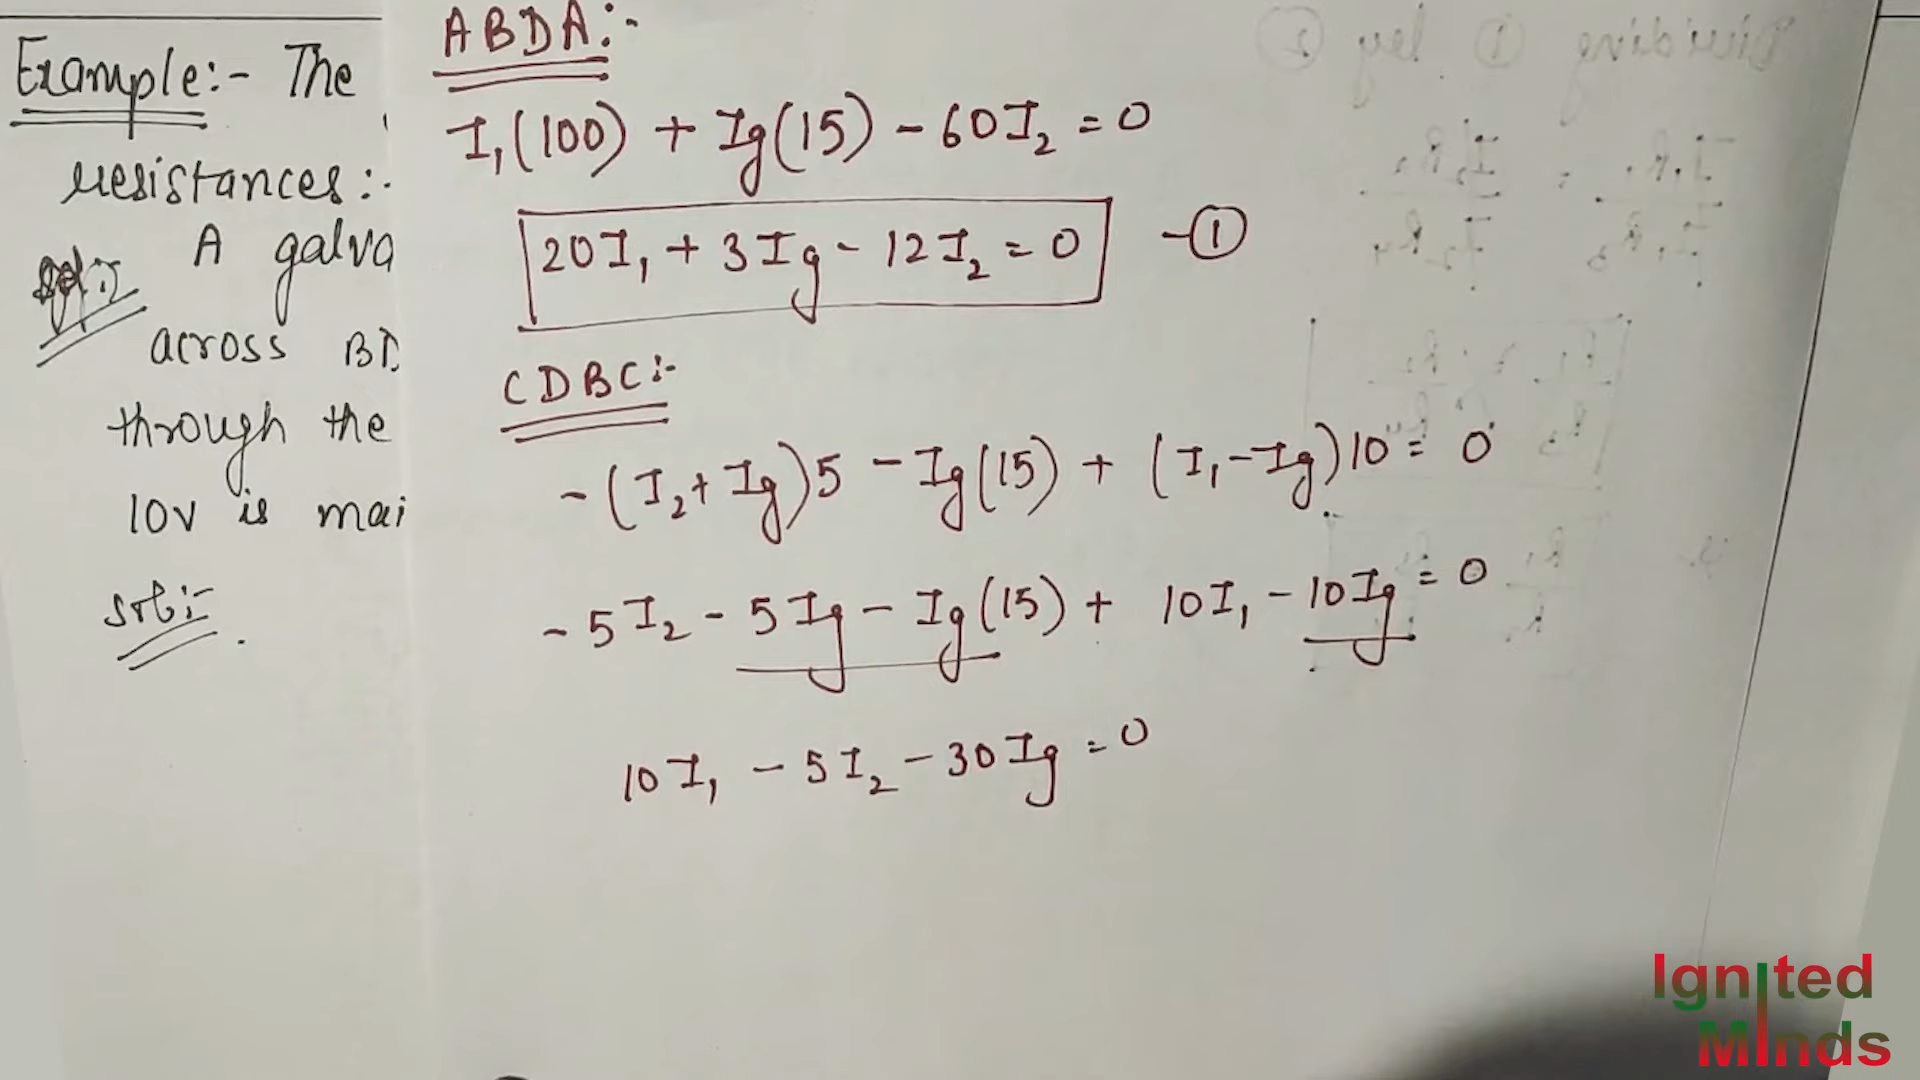 Example:- The
resistances:-
A galva
across BD
through the
10v is mai
Sol:-
ABDA:-
I₁(100) + Ig(15) - 60I₂ = 0
20I₁ + 3Ig - 12I₂ = 0 -①
CDBC:-
-(I₂+Ig)5 - Ig(15) + (I₁-Ig)10 = 0
-5I₂ - 5Ig - Ig(15) + 10I₁ - 10Ig = 0
10I₁ - 5I₂ - 30Ig = 0
Ignited
Minds